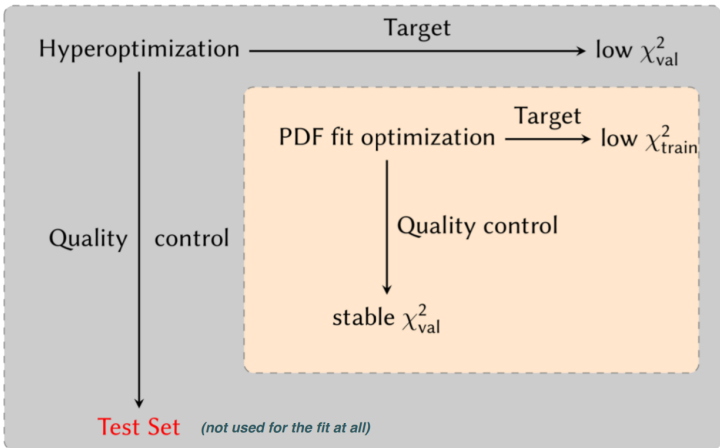 Target
Hyperoptimization
low χ²val
Target
PDF fit optimization
low χ²train
Quality control
Quality control
stable χ²val
Test Set (not used for the fit at all)